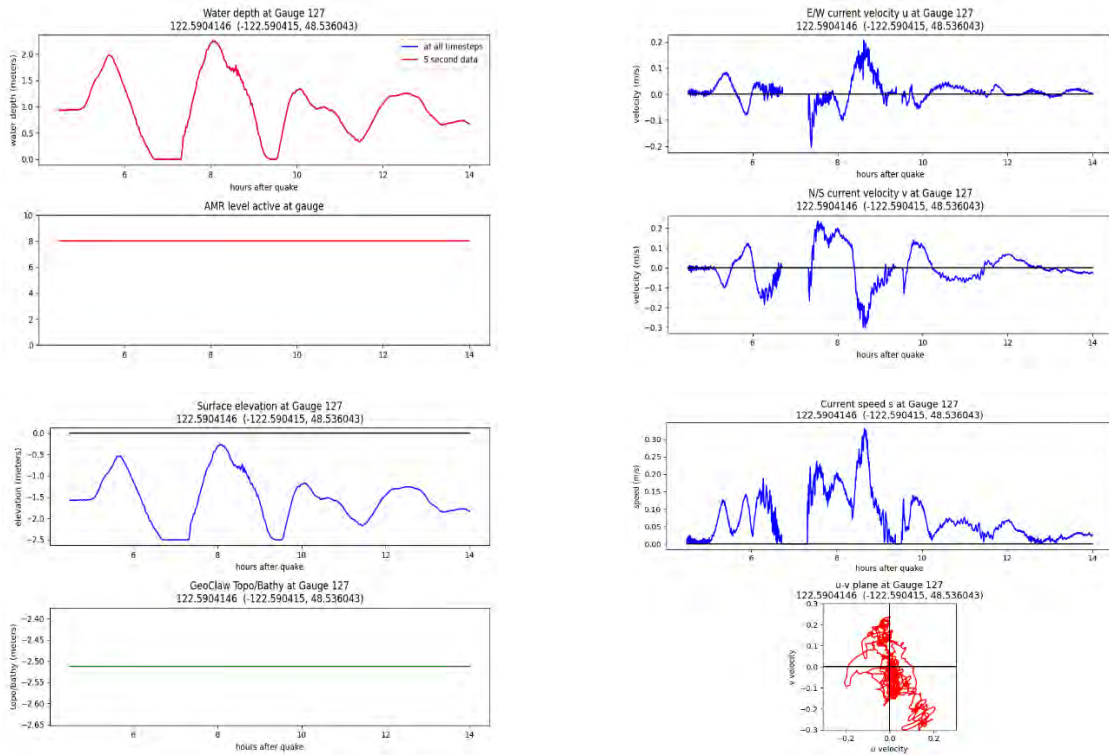 Water depth at Gauge 127
122.5904146 (-122.590415, 48.536043)
at all timesteps
5 second data
water depth (meters)
2.0
1.5
1.0
0.5
0.0
6 8 10 12 14
hours after quake
AMR level active at gauge
10
8
6
4
2
0
6 8 10 12 14
Surface elevation at Gauge 127
122.5904146 (-122.590415, 48.536043)
elevation (meters)
0.0
−0.5
−1.0
−1.5
−2.0
−2.5
6 8 10 12 14
hours after quake
GeoClaw Topo/Bathy at Gauge 127
122.5904146 (-122.590415, 48.536043)
topo/bathy (meters)
−2.40
−2.45
−2.50
−2.55
−2.60
−2.65
6 8 10 12 14
hours after quake
E/W current velocity u at Gauge 127
122.5904146 (-122.590415, 48.536043)
velocity (m/s)
0.2
0.1
0.0
−0.1
−0.2
6 8 10 12 14
hours after quake
N/S current velocity v at Gauge 127
122.5904146 (-122.590415, 48.536043)
velocity (m/s)
0.2
0.1
0.0
−0.1
−0.2
−0.3
6 8 10 12 14
hours after quake
Current speed s at Gauge 127
122.5904146 (-122.590415, 48.536043)
speed (m/s)
0.30
0.25
0.20
0.15
0.10
0.05
0.00
6 8 10 12 14
hours after quake
u-v plane at Gauge 127
122.5904146 (-122.590415, 48.536043)
v velocity
0.3
0.2
0.1
0.0
−0.1
−0.2
−0.3
−0.2 0.0 0.2
u velocity